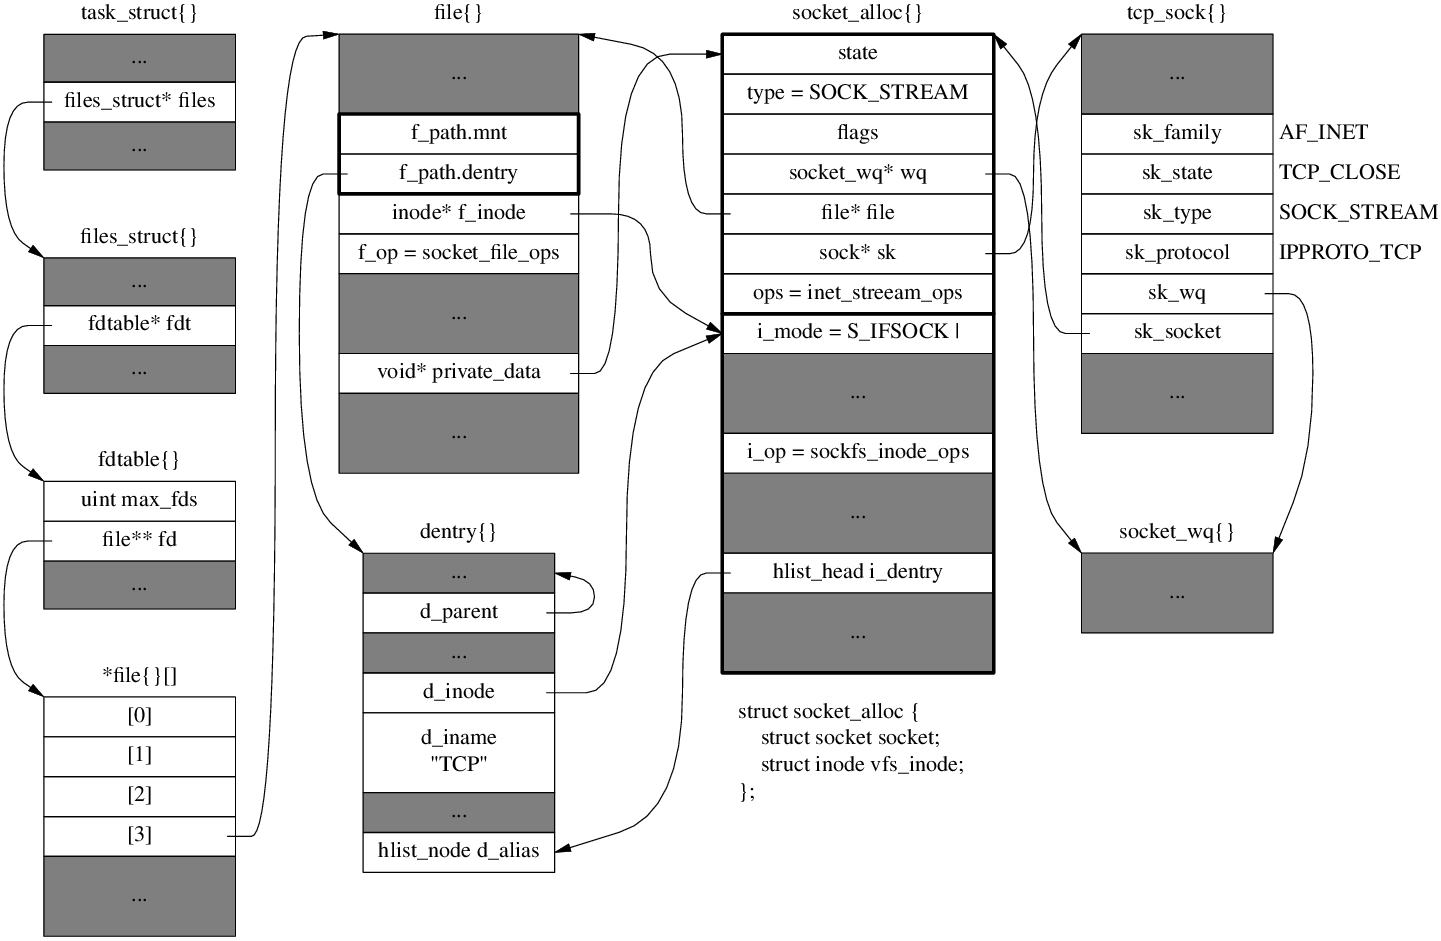 task_struct{}
...
files_struct* files
...
files_struct{}
...
fdtable* fdt
...
fdtable{}
uint max_fds
file** fd
...
*file{}[]
[0]
[1]
[2]
[3]
...
file{}
...
f_path.mnt
f_path.dentry
inode* f_inode
f_op = socket_file_ops
...
void* private_data
...
dentry{}
...
d_parent
...
d_inode
d_iname
"TCP"
...
hlist_node d_alias
socket_alloc{}
state
type = SOCK_STREAM
flags
socket_wq* wq
file* file
sock* sk
ops = inet_streeam_ops
i_mode = S_IFSOCK |
...
i_op = sockfs_inode_ops
...
hlist_head i_dentry
...
struct socket_alloc {
struct socket socket;
struct inode vfs_inode;
};
tcp_sock{}
...
sk_family AF_INET
sk_state TCP_CLOSE
sk_type SOCK_STREAM
sk_protocol IPPROTO_TCP
sk_wq
sk_socket
...
socket_wq{}
...